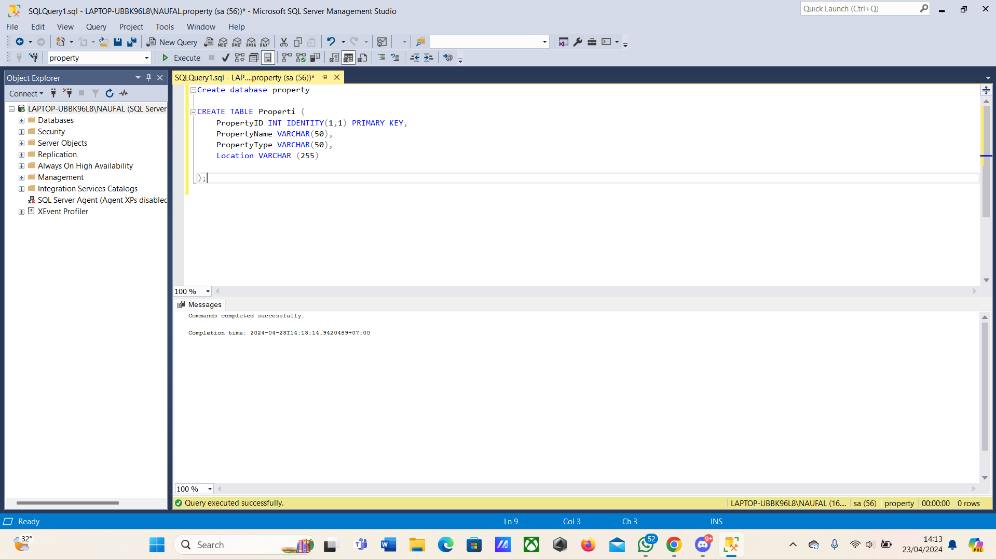 SQLQuery1.sql - LAPTOP-UBBK96L8\NAUFAL.property (sa (56))* - Microsoft SQL Server Management Studio
Quick Launch (Ctrl+Q)
File Edit View Query Project Tools Window Help
New Query
property
Execute
Object Explorer
SQLQuery1.sql - LAP...property (sa (56))*
Connect
LAPTOP-UBBK96L8\NAUFAL (SQL Server
Databases
Security
Server Objects
Replication
Always On High Availability
Management
Integration Services Catalogs
SQL Server Agent (Agent XPs disabled
XEvent Profiler
Create database property
CREATE TABLE Properti (
PropertyID INT IDENTITY(1,1) PRIMARY KEY,
PropertyName VARCHAR(50),
PropertyType VARCHAR(50),
Location VARCHAR (255)
);
100 %
Messages
Commands completed successfully.
Completion time: 2024-04-23T14:13:14.9420489+07:00
100 %
Query executed successfully.
LAPTOP-UBBK96L8\NAUFAL (16... sa (56) property 00:00:00 0 rows
Ready
Ln 9 Col 3 Ch 3 INS
32°
Search
52
9+
14:13
23/04/2024